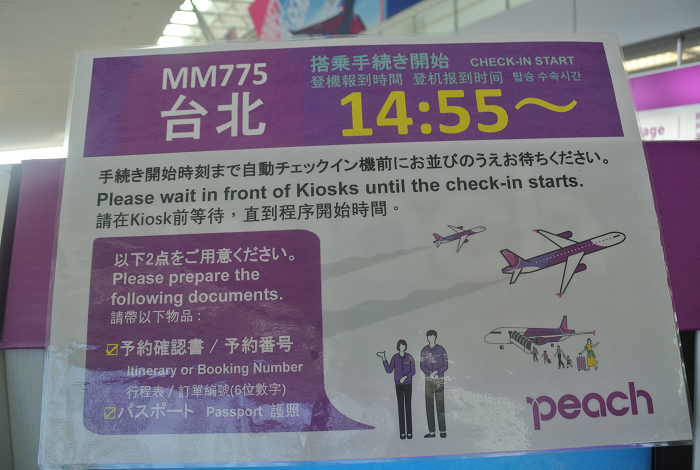 MM775
台北
搭乗手続き開始 CHECK-IN START
登機報到時間 登机报到时间 탑승 수속시간
14:55～
手続き開始時刻まで自動チェックイン機前にお並びのうえお待ちください。
Please wait in front of Kiosks until the check-in starts.
請在Kiosk前等待，直到程序開始時間。
以下2点をご用意ください。
Please prepare the
following documents.
請帶以下物品：
☑予約確認書 / 予約番号
Itinerary or Booking Number
行程表 / 訂單編號(6位數字)
☑パスポート Passport 護照
peach